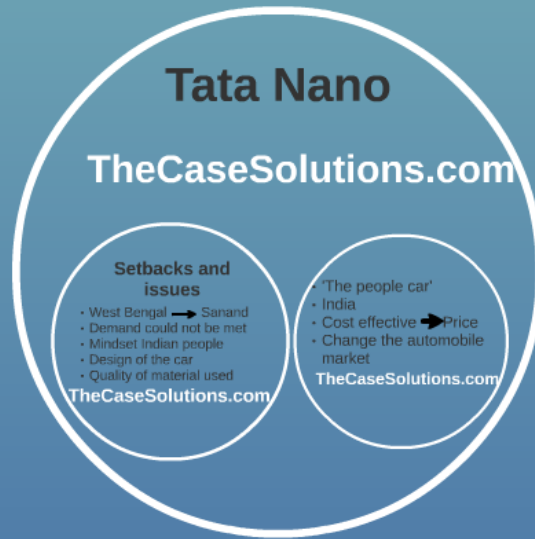 Tata Nano
TheCaseSolutions.com
Setbacks and
issues
• West Bengal → Sanand
• Demand could not be met
• Mindset Indian people
• Design of the car
• Quality of material used
TheCaseSolutions.com
• 'The people car'
• India
• Cost effective → Price
• Change the automobile
market
TheCaseSolutions.com